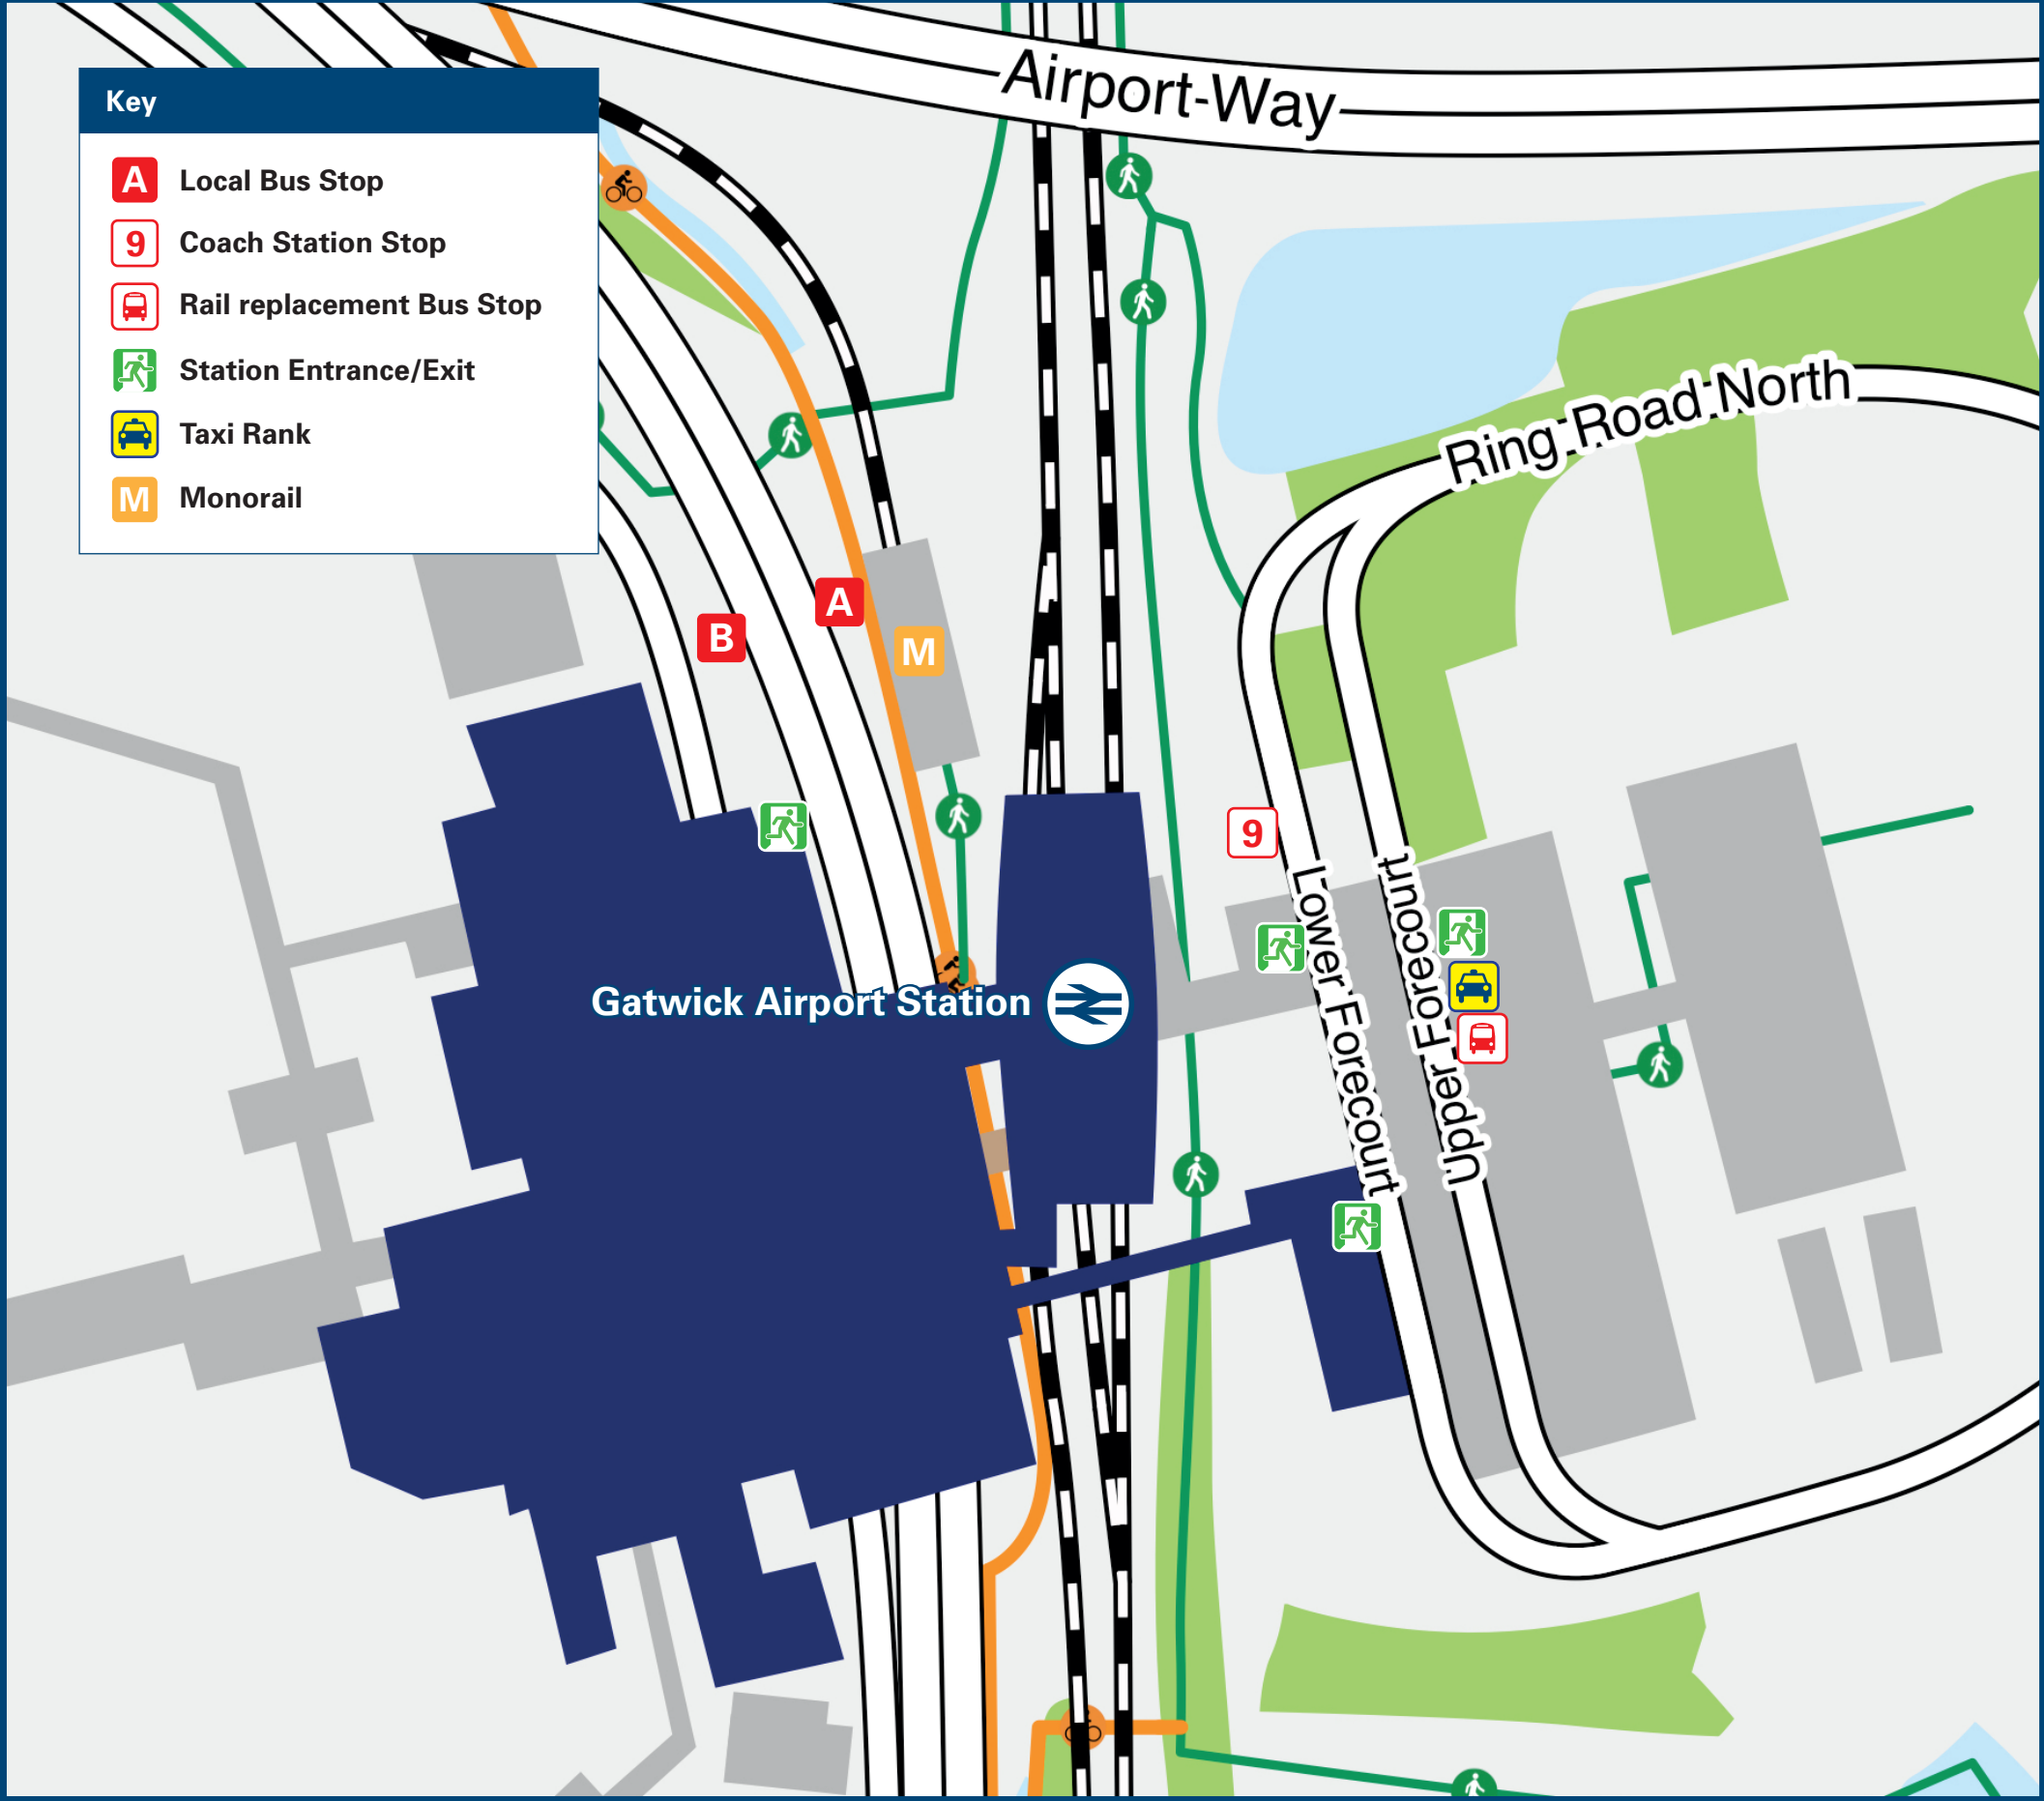 Airport Way
Key
A Local Bus Stop
9 Coach Station Stop
Rail replacement Bus Stop
Station Entrance/Exit
Taxi Rank
M Monorail
Ring Road North
A
B
M
9
Lower Forecourt
Upper Forecourt
Gatwick Airport Station